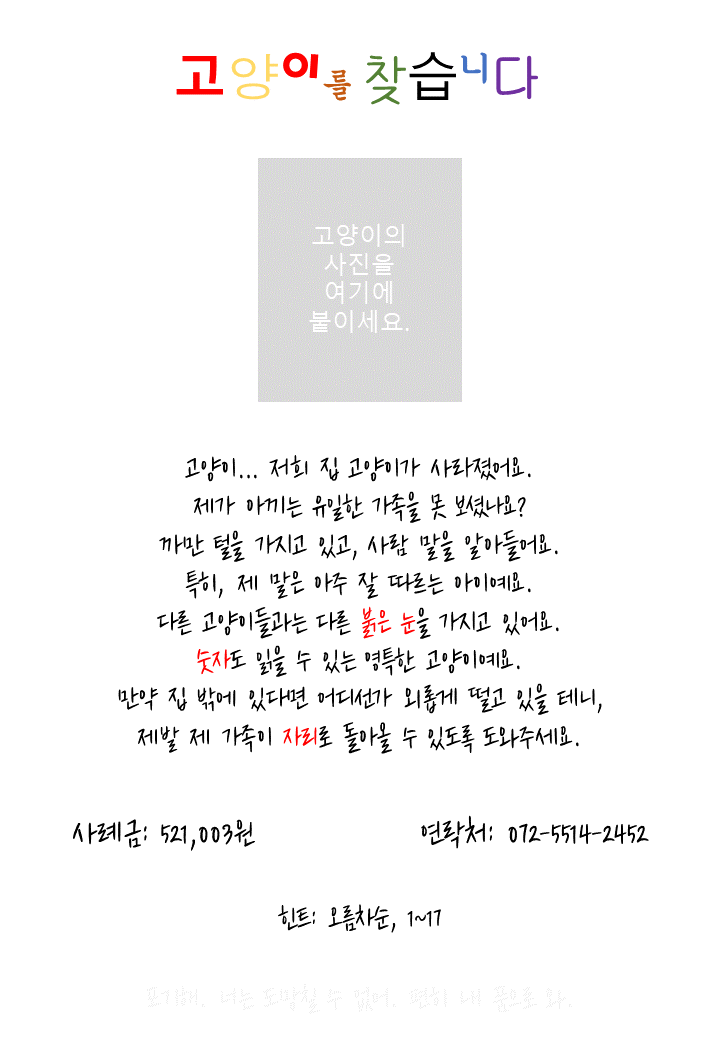 고양이를 찾습니다
고양이의
사진을
여기에
붙이세요.
고양이... 저희 집 고양이가 사라졌어요.
제가 아끼는 유일한 가족을 못 보셨나요?
까만 털을 가지고 있고, 사람 말을 알아들어요.
특히, 제 말은 아주 잘 따르는 아이예요.
다른 고양이들과는 다른 붉은 눈을 가지고 있어요.
숫자도 읽을 수 있는 영특한 고양이예요.
만약 집 밖에 있다면 어디선가 외롭게 떨고 있을 테니,
제발 제 가족이 자리로 돌아올 수 있도록 도와주세요.
사례금: 521,003원
연락처: 072-5514-2452
힌트: 오름차순, 1~17
포기해. 너는 도망칠 수 없어. 편히 내 품으로 와.